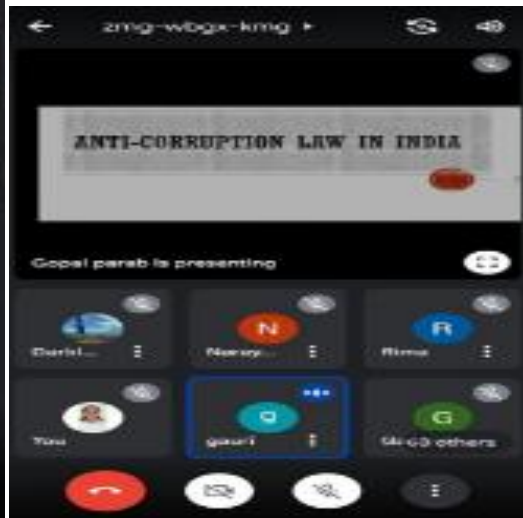 zmg-wbgx-kmg
ANTI-CORRUPTION LAW IN INDIA
Gopal parab is presenting
N
R
Rima
g
G
You
gauri
63 others